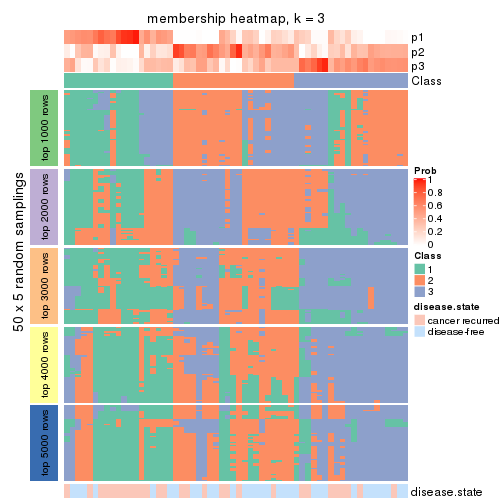 membership heatmap, k = 3
p1
p2
p3
Class
50 x 5 random samplings
top 1000 rows
top 2000 rows
top 3000 rows
top 4000 rows
top 5000 rows
Prob
1
0.8
0.6
0.4
0.2
0
Class
1
2
3
disease.state
cancer recurred
disease-free
disease.state